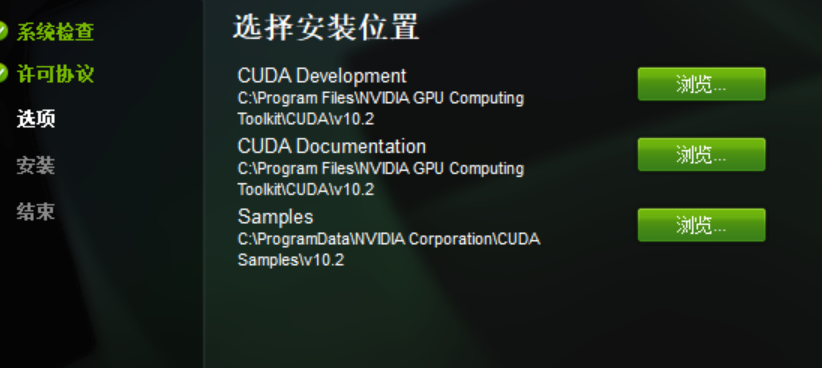 系统检查
许可协议
选项
安装
结束
选择安装位置
CUDA Development
C:\Program Files\NVIDIA GPU Computing
Toolkit\CUDA\v10.2
浏览...
CUDA Documentation
C:\Program Files\NVIDIA GPU Computing
Toolkit\CUDA\v10.2
浏览...
Samples
C:\ProgramData\NVIDIA Corporation\CUDA
Samples\v10.2
浏览...